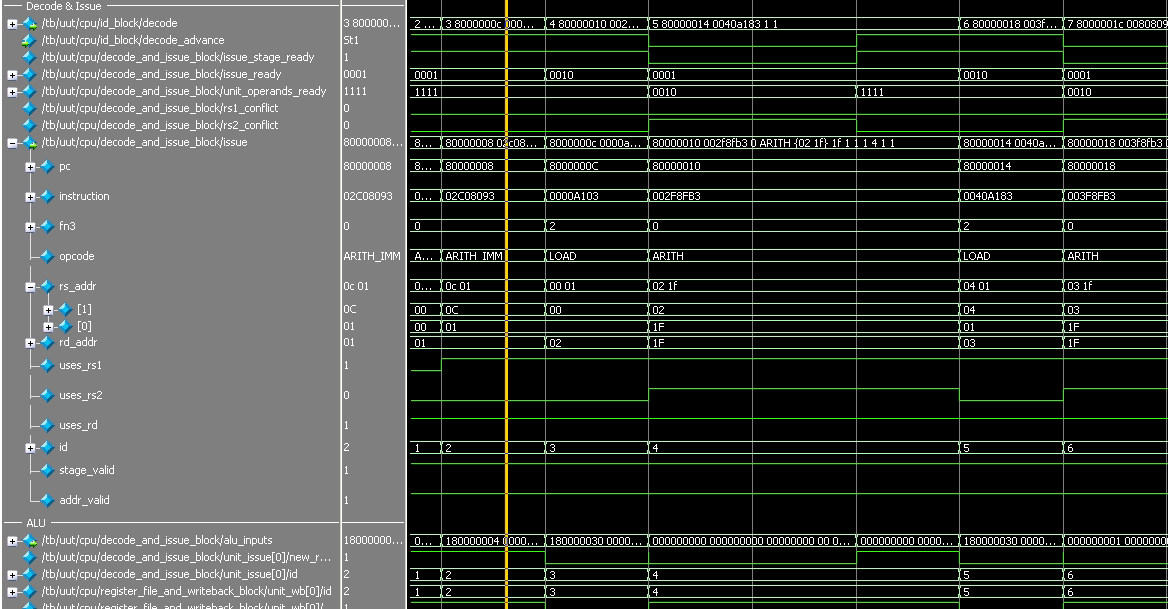 Decode & Issue
/tb/uut/cpu/id_block/decode 3 800000... 2 ... 3 8000000c 000... 4 80000010 002... 5 80000014 0040a183 1 1 6 80000018 003f... 7 8000001c 0080809
/tb/uut/cpu/id_block/decode_advance St1
/tb/uut/cpu/decode_and_issue_block/issue_stage_ready 1
/tb/uut/cpu/decode_and_issue_block/issue_ready 0001 0001 0010 0001 0010 0001
/tb/uut/cpu/decode_and_issue_block/unit_operands_ready 1111 1111 0010 1111 0010
/tb/uut/cpu/decode_and_issue_block/rs1_conflict 0
/tb/uut/cpu/decode_and_issue_block/rs2_conflict 0
/tb/uut/cpu/decode_and_issue_block/issue 80000008... 8... 80000008 02c08... 8000000c 0000a... 80000010 002f8fb3 0 ARITH {02 1f} 1f 1 1 1 4 1 1 80000014 0040a... 80000018 003f8fb3 0
pc 80000008 8... 80000008 8000000C 80000010 80000014 80000018
instruction 02C08093 0... 02C08093 0000A103 002F8FB3 0040A183 003F8FB3
fn3 0 0 2 0 2 0
opcode ARITH_IMM A... ARITH_IMM LOAD ARITH LOAD ARITH
rs_addr 0c 01 0... 0c 01 00 01 02 1f 04 01 03 1f
[1] 0C 00 0C 00 02 04 03
[0] 01 00 01 1F 01 1F
rd_addr 01 01 02 1F 03 1F
uses_rs1 1
uses_rs2 0
uses_rd 1
id 2 1 2 3 4 5 6
stage_valid 1
addr_valid 1
ALU
/tb/uut/cpu/decode_and_issue_block/alu_inputs 18000000... 0... 180000004 0000... 180000030 0000... 000000000 00000000 00000000 00 0... 000000000 0000... 180000030 0000... 000000001 0000000
/tb/uut/cpu/decode_and_issue_block/unit_issue[0]/new_r... 1
/tb/uut/cpu/decode_and_issue_block/unit_issue[0]/id 2 1 2 3 4 5 6
/tb/uut/cpu/register_file_and_writeback_block/unit_wb[0]/id 2 1 2 3 4 5 6